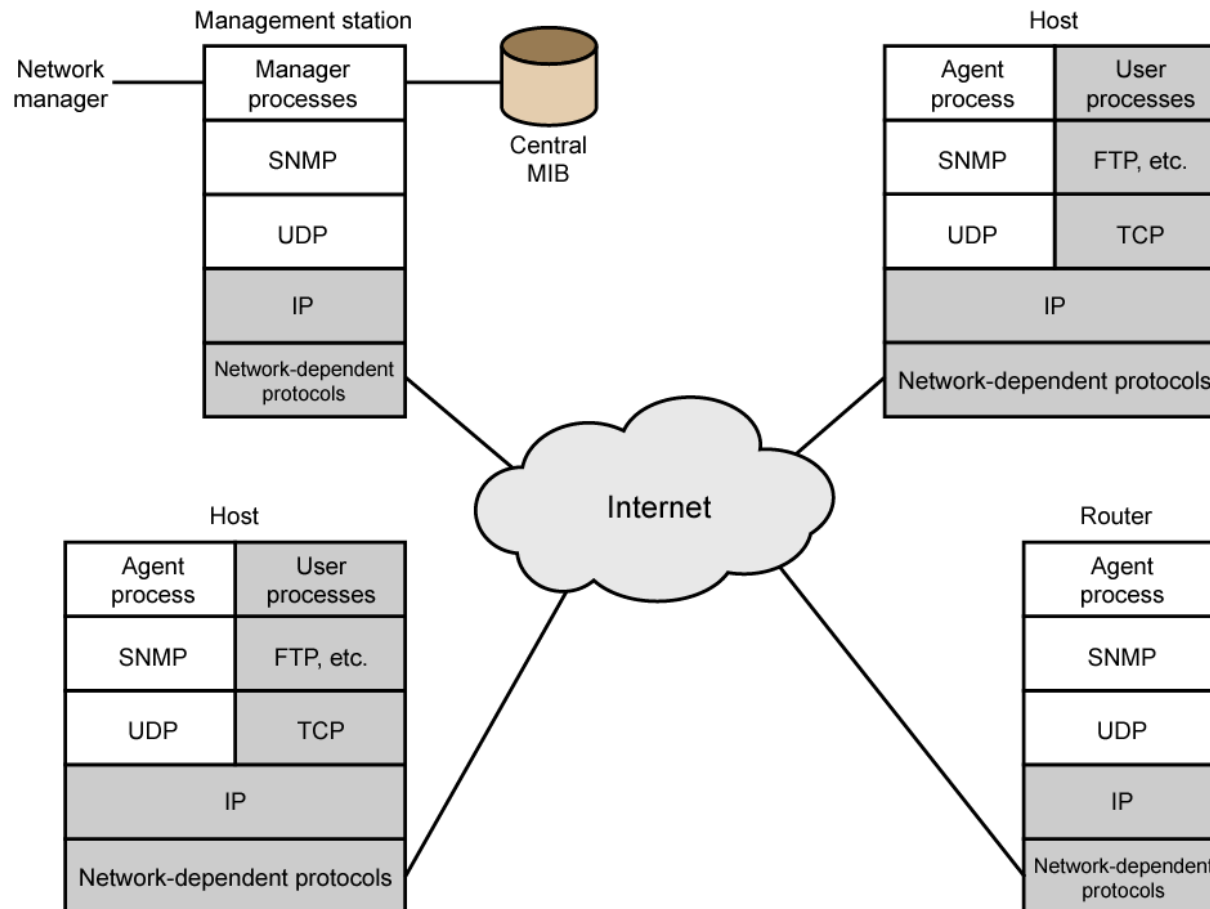 Management station
Network
manager
Manager
processes
SNMP
UDP
IP
Network-dependent
protocols
Central
MIB
Host
Agent
process
User
processes
SNMP
FTP, etc.
UDP
TCP
IP
Network-dependent protocols
Internet
Host
Agent
process
User
processes
SNMP
FTP, etc.
UDP
TCP
IP
Network-dependent protocols
Router
Agent
process
SNMP
UDP
IP
Network-dependent
protocols